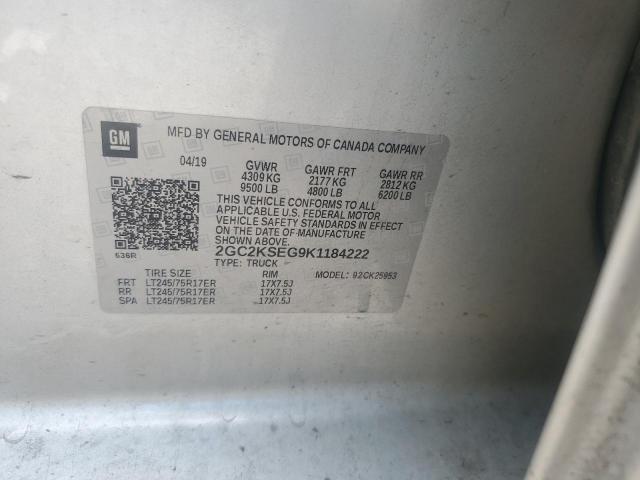 GM
MFD BY GENERAL MOTORS OF CANADA COMPANY
04/19 GVWR GAWR FRT GAWR RR
4309 KG 2177 KG 2812 KG
9500 LB 4800 LB 6200 LB
THIS VEHICLE CONFORMS TO ALL
APPLICABLE U.S. FEDERAL MOTOR
VEHICLE SAFETY STANDARDS IN EFFECT
ON THE DATE OF MANUFACTURE
SHOWN ABOVE.
636R
2GC2KSEG9K1184222
TYPE: TRUCK MODEL: 92CK25953
TIRE SIZE RIM
FRT LT245/75R17ER 17X7.5J
RR LT245/75R17ER 17X7.5J
SPA LT245/75R17ER 17X7.5J